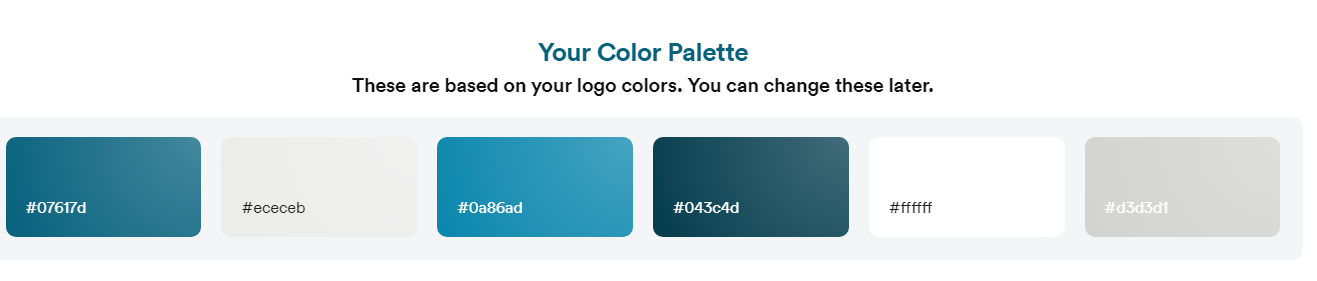 Your Color Palette
These are based on your logo colors. You can change these later.
#07617d #ececeb #0a86ad #043c4d #ffffff #d3d3d1